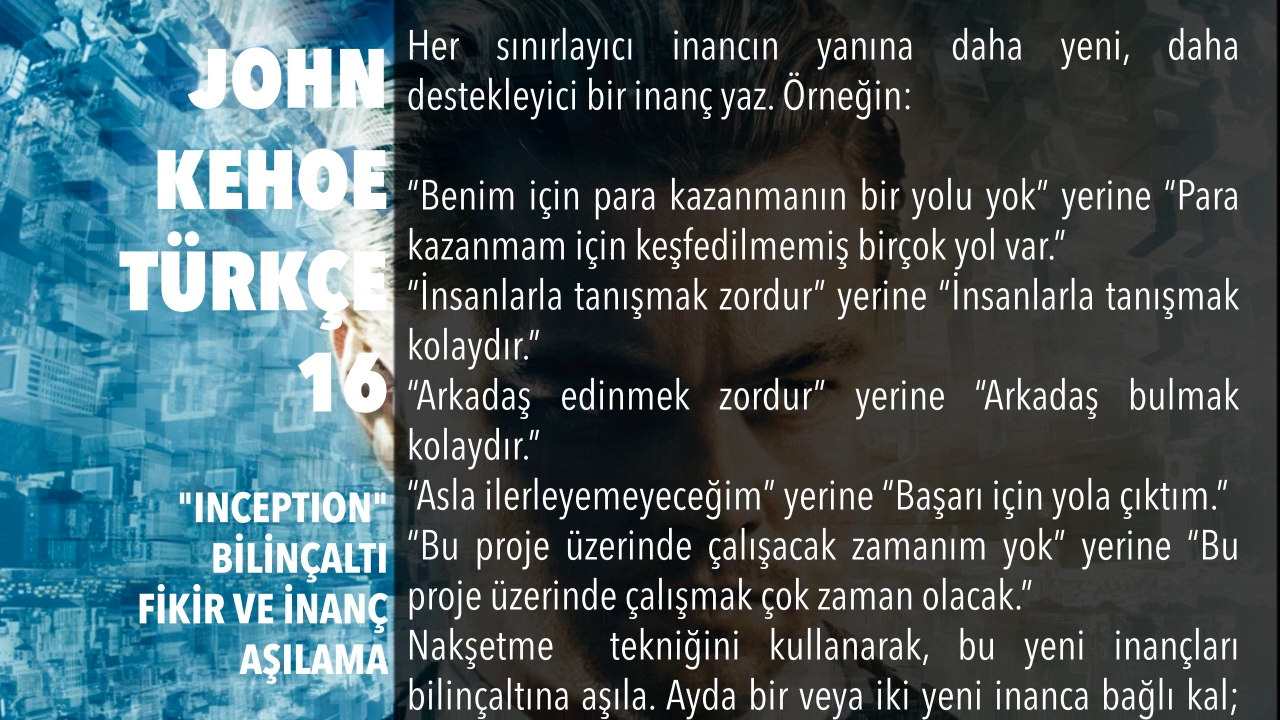 JOHN
KEHOE
TÜRKÇE
16
"INCEPTION"
BİLİNÇALTI
FİKİR VE İNANÇ
AŞILAMA
Her sınırlayıcı inancın yanına daha yeni, daha
destekleyici bir inanç yaz. Örneğin:
“Benim için para kazanmanın bir yolu yok” yerine “Para
kazanmam için keşfedilmemiş birçok yol var.”
“İnsanlarla tanışmak zordur” yerine “İnsanlarla tanışmak
kolaydır.”
“Arkadaş edinmek zordur” yerine “Arkadaş bulmak
kolaydır.”
“Asla ilerleyemeyeceğim” yerine “Başarı için yola çıktım.”
“Bu proje üzerinde çalışacak zamanım yok” yerine “Bu
proje üzerinde çalışmak çok zaman olacak.”
Nakşetme tekniğini kullanarak, bu yeni inançları
bilinçaltına aşıla. Ayda bir veya iki yeni inanca bağlı kal;